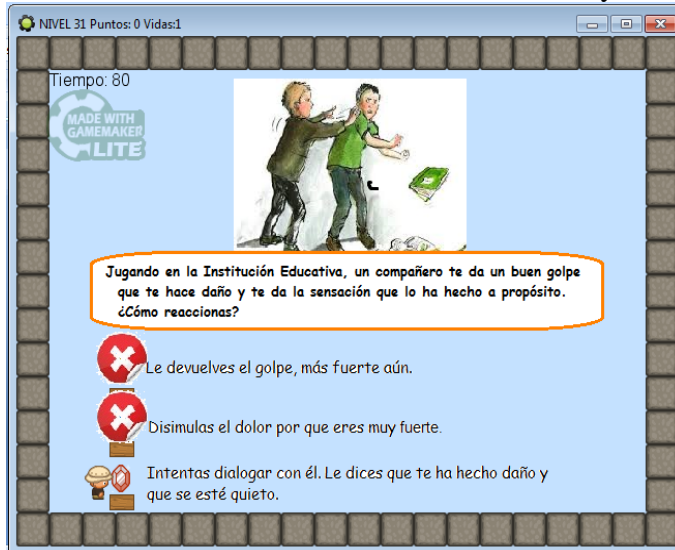 NIVEL 31 Puntos: 0 Vidas:1
Tiempo: 80
MADE WITH
GAMEMAKER
LITE
Jugando en la Institución Educativa, un compañero te da un buen golpe
que te hace daño y te da la sensación que lo ha hecho a propósito.
¿Cómo reaccionas?
Le devuelves el golpe, más fuerte aún.
Disimulas el dolor por que eres muy fuerte.
Intentas dialogar con él. Le dices que te ha hecho daño y
que se esté quieto.